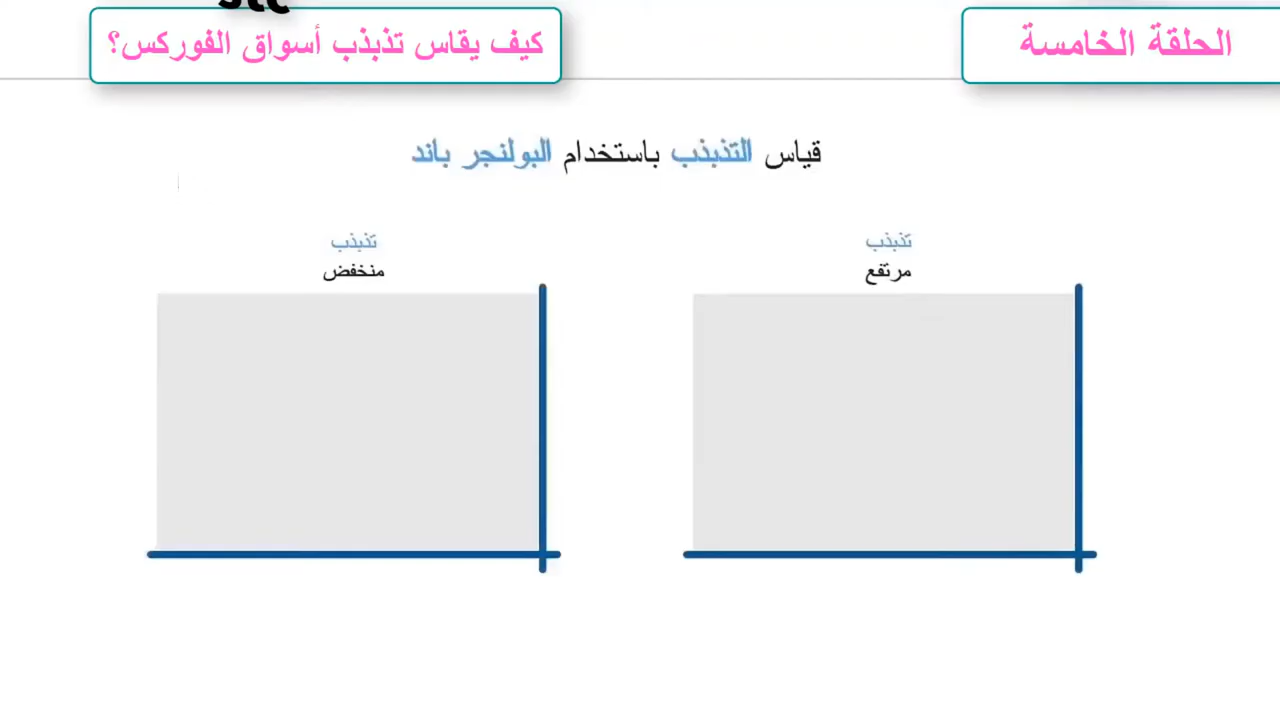 الحلقة الخامسة
كيف يقاس تذبذب أسواق الفوركس؟
قياس التذبذب باستخدام البولنجر باند
تذبذب
مرتفع
تذبذب
منخفض